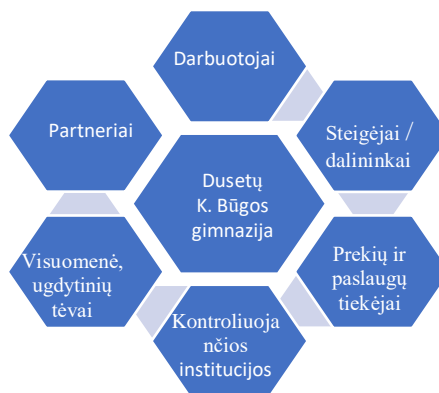 Darbuotojai
Partneriai
Steigėjai /
dalininkai
Dusetų
K. Būgos
gimnazija
Visuomenė,
ugdytinių
tėvai
Prekių ir
paslaugų
tiekėjai
Kontroliuoja
nčios
institucijos